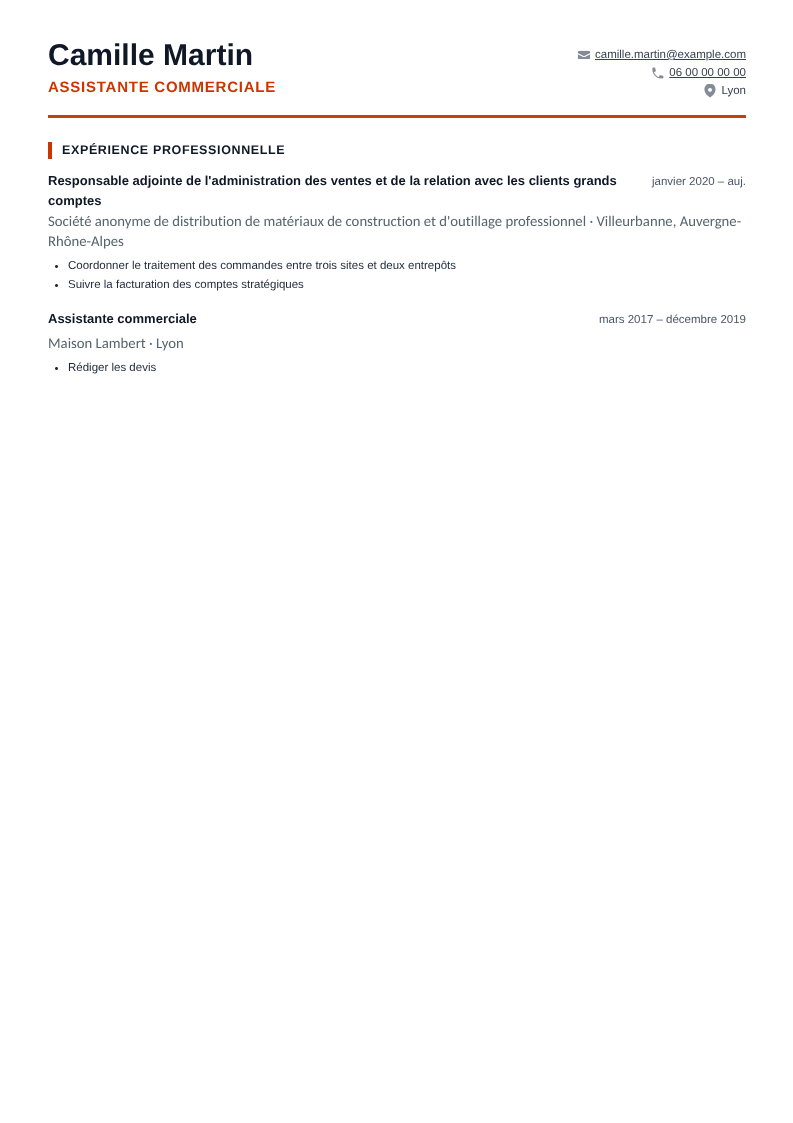 Camille Martin
ASSISTANTE COMMERCIALE
camille.martin@example.com
06 00 00 00 00
Lyon
EXPÉRIENCE PROFESSIONNELLE
Responsable adjointe de l'administration des ventes et de la relation avec les clients grands comptes
janvier 2020 – auj.
Société anonyme de distribution de matériaux de construction et d'outillage professionnel · Villeurbanne, Auvergne-
Rhône-Alpes
• Coordonner le traitement des commandes entre trois sites et deux entrepôts
• Suivre la facturation des comptes stratégiques
Assistante commerciale
mars 2017 – décembre 2019
Maison Lambert · Lyon
• Rédiger les devis